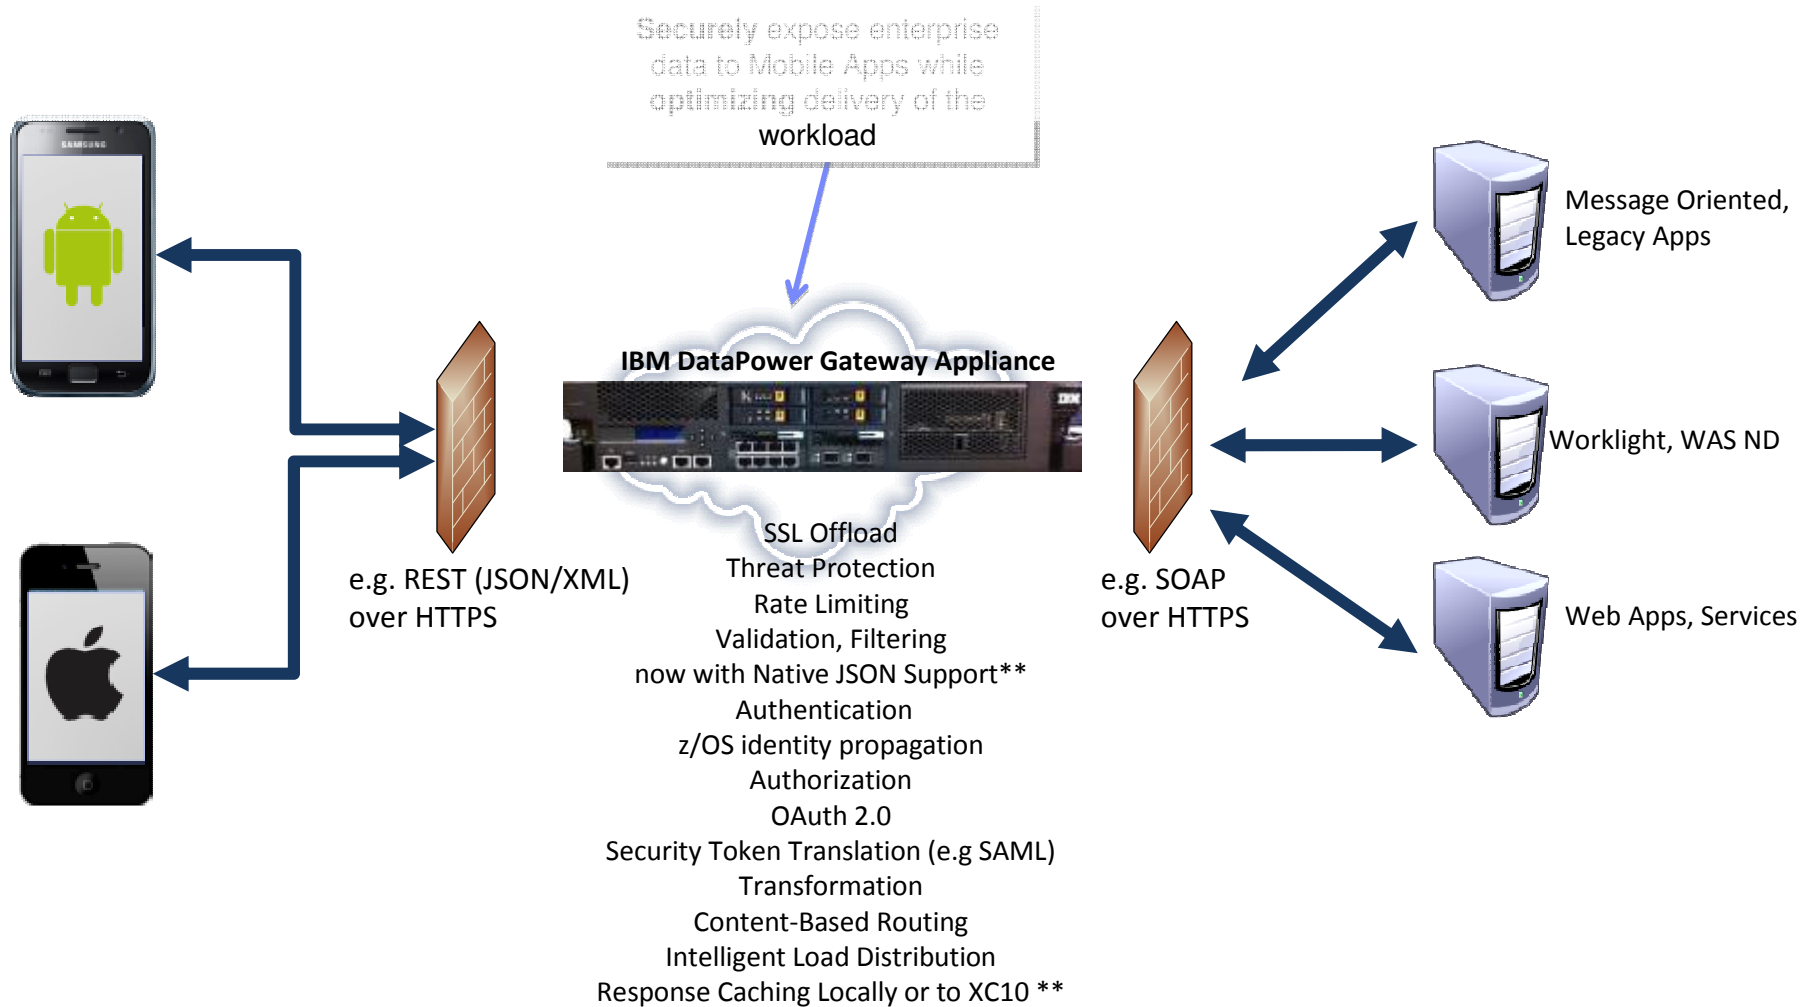 Securely expose enterprise
data to Mobile Apps while
optimizing delivery of the
workload
SAMSUNG
Message Oriented,
Legacy Apps
IBM DataPower Gateway Appliance
IBM
Worklight, WAS ND
SSL Offload
Threat Protection
Rate Limiting
Validation, Filtering
now with Native JSON Support**
Authentication
z/OS identity propagation
Authorization
OAuth 2.0
Security Token Translation (e.g SAML)
Transformation
Content-Based Routing
Intelligent Load Distribution
Response Caching Locally or to XC10 **
e.g. REST (JSON/XML)
over HTTPS
e.g. SOAP
over HTTPS
Web Apps, Services